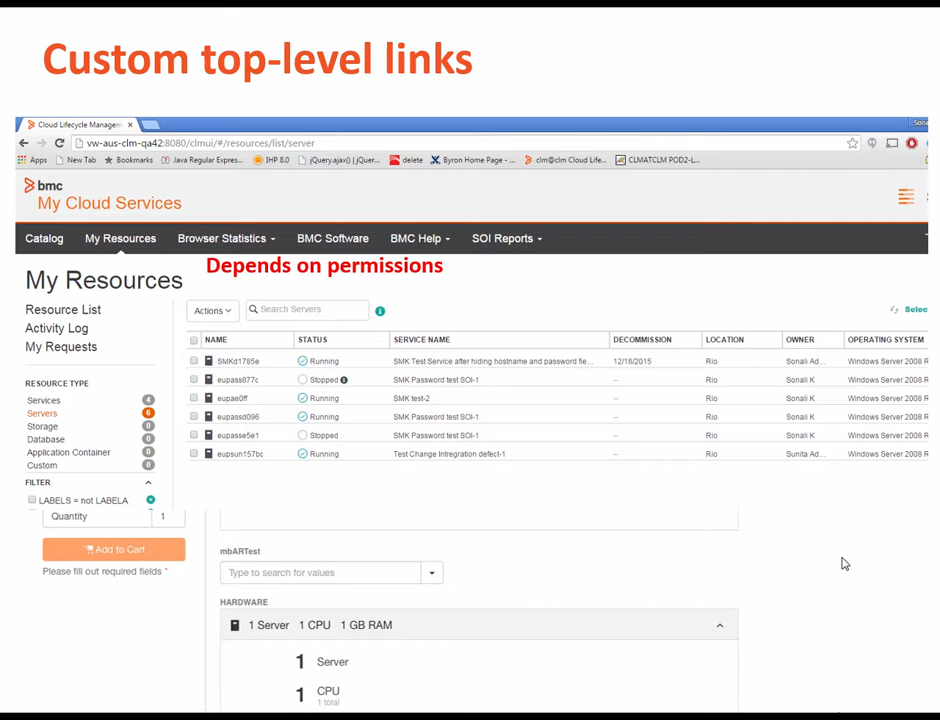 Custom top-level links
Cloud Lifecycle Managem
Sona
vw-aus-clm-qa42:8080/clmui/#/resources/list/server
Apps New Tab Bookmarks Java Regular Expres... IHP 8.0 jQuery.ajax() | jQuer... delete Byron Home Page - ... clm@clm Cloud Life... CLMATCLM POD2-L...
bmc
My Cloud Services
Catalog My Resources Browser Statistics BMC Software BMC Help SOI Reports
Depends on permissions
My Resources
Resource List
Activity Log
My Requests
Actions Search Servers Selec
NAME STATUS SERVICE NAME DECOMMISSION LOCATION OWNER OPERATING SYSTEM
SMKd1785e Running SMK Test Service after hiding hostname and password fie... 12/18/2015 Rio Sonali Ad... Windows Server 2008 R
eupass877c Stopped SMK Password test SOI-1 -- Rio Sonali K Windows Server 2008 R
eupae0ff Running SMK test-2 -- Rio Sonali K Windows Server 2008 R
eupassd096 Running SMK Password test SOI-1 -- Rio Sonali K Windows Server 2008 R
eupasse5e1 Stopped SMK Password test SOI-1 -- Rio Sonali K Windows Server 2008 R
eupsun157bc Running Test Change Intregration defect-1 -- Rio Sunita Ad... Windows Server 2008 R
RESOURCE TYPE
Services 4
Servers 6
Storage 0
Database 0
Application Container 0
Custom 0
FILTER
LABELS = not LABELA
Quantity 1
Add to Cart
Please fill out required fields *
mbARTest
Type to search for values
HARDWARE
1 Server 1 CPU 1 GB RAM
1 Server
1 CPU
1 total